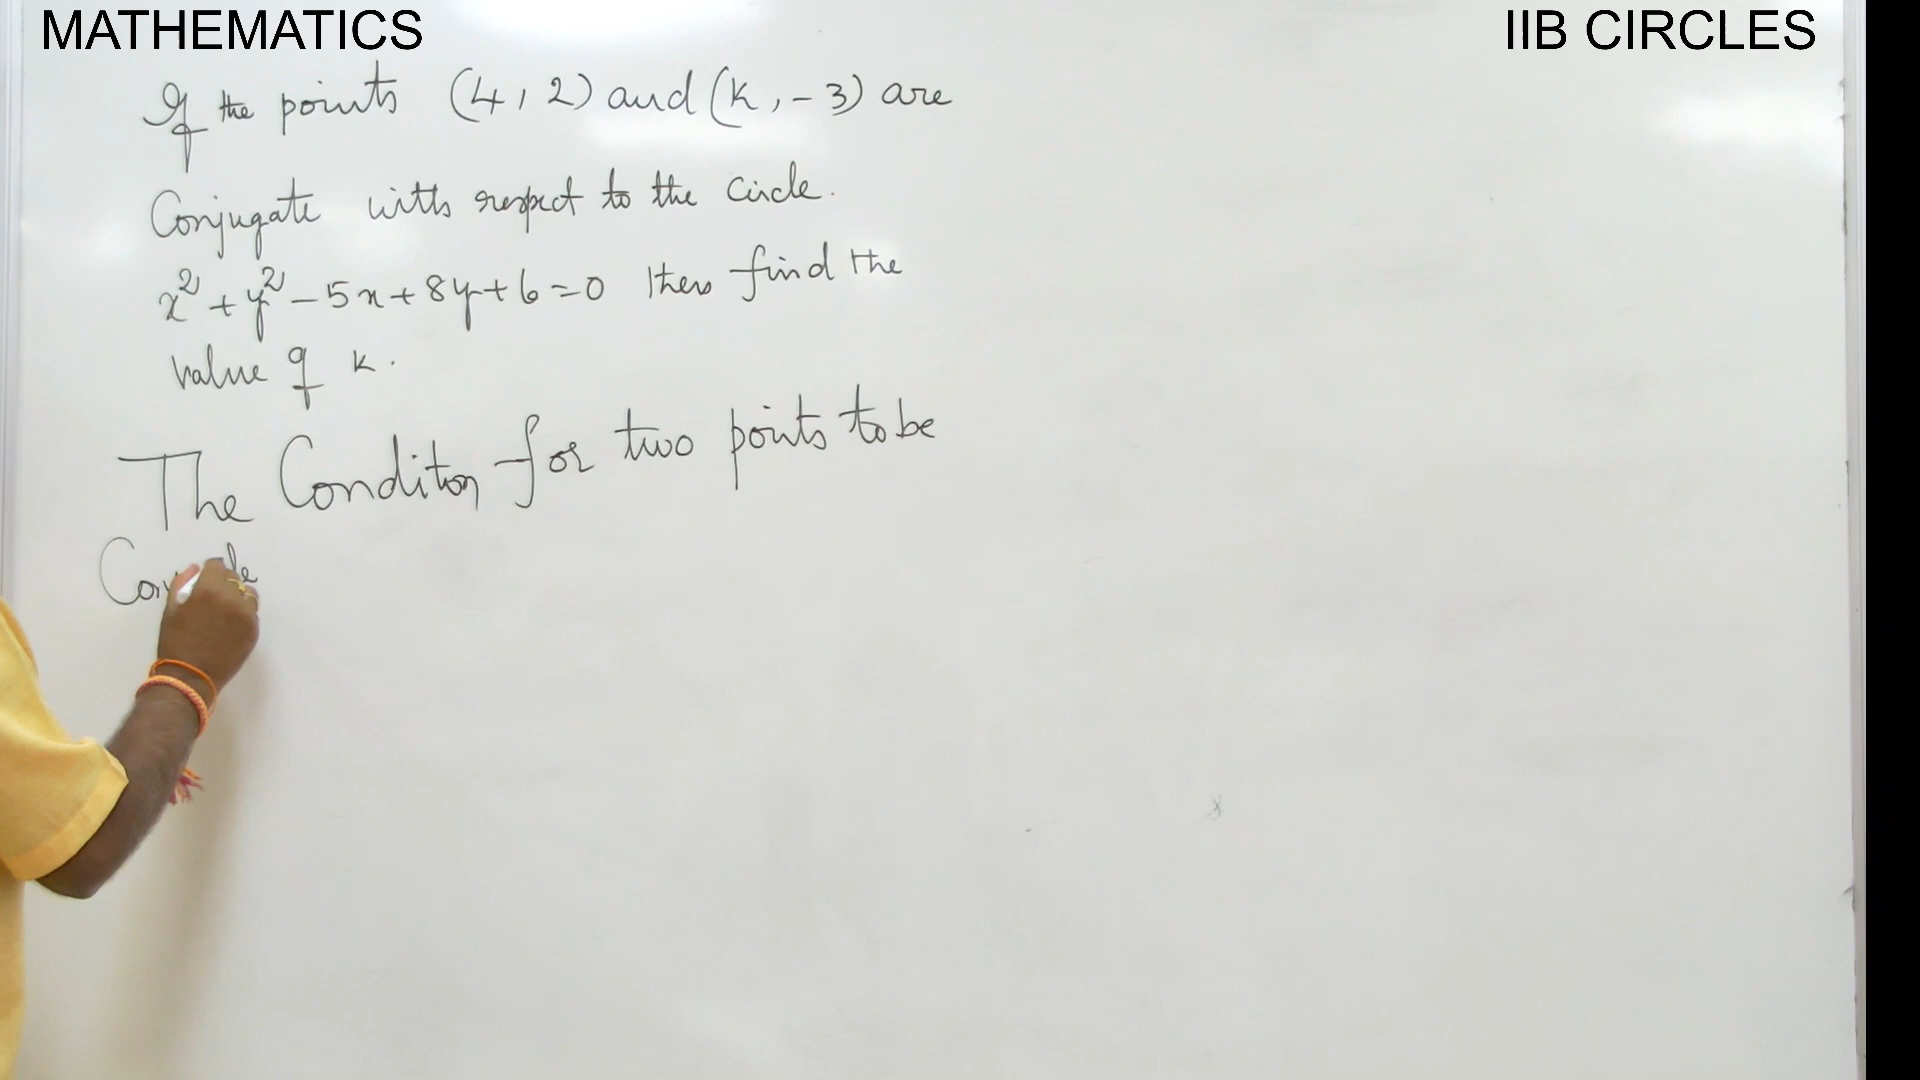 MATHEMATICS
IIB CIRCLES
If the points (4, 2) and (k, -3) are
Conjugate with respect to the circle.
x² + y² - 5x + 8y + 6 = 0 then find the
value of k.
The Condition for two points to be